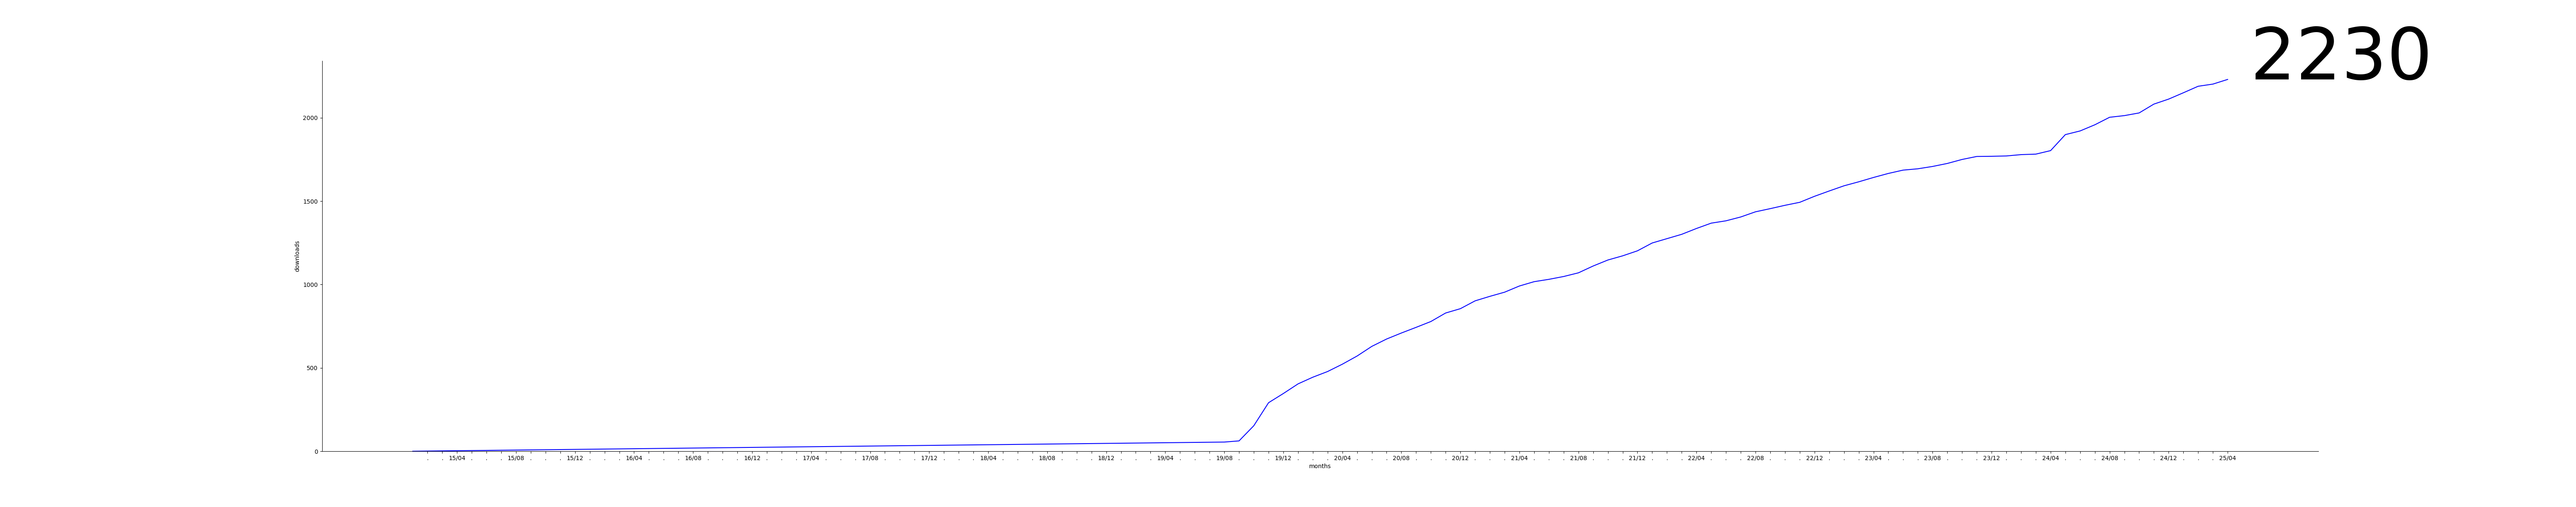 2230
2000
1500
1000
500
0
downloads
15/04 . . . 15/08 . . . 15/12 . . . 16/04 . . . 16/08 . . . 16/12 . . . 17/04 . . . 17/08 . . . 17/12 . . . 18/04 . . . 18/08 . . . 18/12 . . . 19/04 . . . 19/08 . . . 19/12 . . . 20/04 . . . 20/08 . . . 20/12 . . . 21/04 . . . 21/08 . . . 21/12 . . . 22/04 . . . 22/08 . . . 22/12 . . . 23/04 . . . 23/08 . . . 23/12 . . . 24/04 . . . 24/08 . . . 24/12 . . . 25/04
months